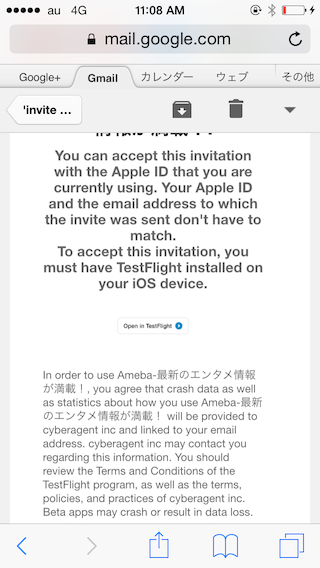 au 4G 11:08 AM
mail.google.com
Google+ Gmail カレンダー ウェブ その他
'invite ...
You can accept this invitation
with the Apple ID that you are
currently using. Your Apple ID
and the email address to which
the invite was sent don't have to
match.
To accept this invitation, you
must have TestFlight installed on
your iOS device.
Open in TestFlight
In order to use Ameba-最新のエンタメ情報
が満載！, you agree that crash data as well
as statistics about how you use Ameba-最新
のエンタメ情報が満載！ will be provided to
cyberagent inc and linked to your email
address. cyberagent inc may contact you
regarding this information. You should
review the Terms and Conditions of the
TestFlight program, as well as the terms,
policies, and practices of cyberagent inc.
Beta apps may crash or result in data loss.